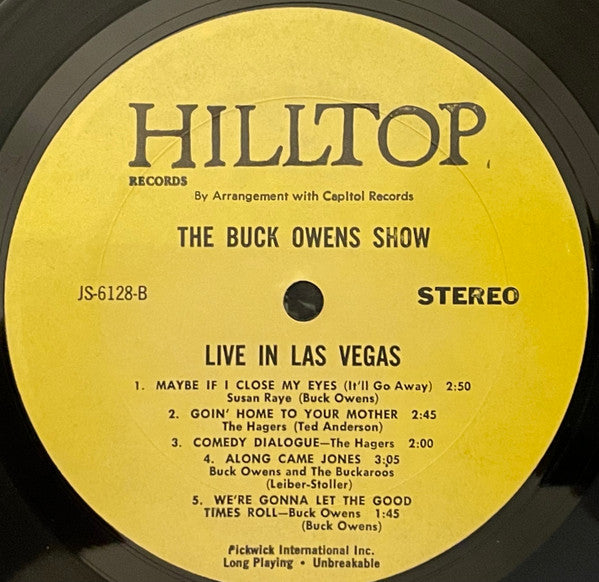 HILLTOP
RECORDS
By Arrangement with Capitol Records
THE BUCK OWENS SHOW
JS-6128-B
STEREO
LIVE IN LAS VEGAS
1. MAYBE IF I CLOSE MY EYES (It'll Go Away) 2:50
Susan Raye (Buck Owens)
2. GOIN' HOME TO YOUR MOTHER 2:45
The Hagers (Ted Anderson)
3. COMEDY DIALOGUE—The Hagers 2:00
4. ALONG CAME JONES 3:05
Buck Owens and The Buckaroos
(Leiber-Stoller)
5. WE'RE GONNA LET THE GOOD
TIMES ROLL—Buck Owens 1:45
(Buck Owens)
Pickwick International Inc.
Long Playing • Unbreakable